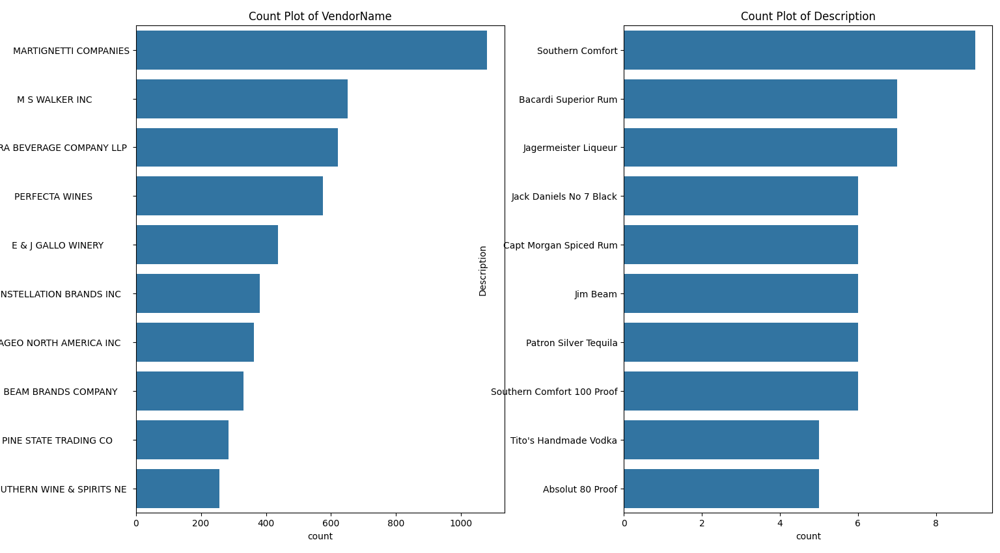 Count Plot of VendorName
MARTIGNETTI COMPANIES
M S WALKER INC
RA BEVERAGE COMPANY LLP
PERFECTA WINES
E & J GALLO WINERY
NSTELLATION BRANDS INC
AGEO NORTH AMERICA INC
BEAM BRANDS COMPANY
PINE STATE TRADING CO
UTHERN WINE & SPIRITS NE
0 200 400 600 800 1000
count
Count Plot of Description
Description
Southern Comfort
Bacardi Superior Rum
Jagermeister Liqueur
Jack Daniels No 7 Black
Capt Morgan Spiced Rum
Jim Beam
Patron Silver Tequila
Southern Comfort 100 Proof
Tito's Handmade Vodka
Absolut 80 Proof
0 2 4 6 8
count